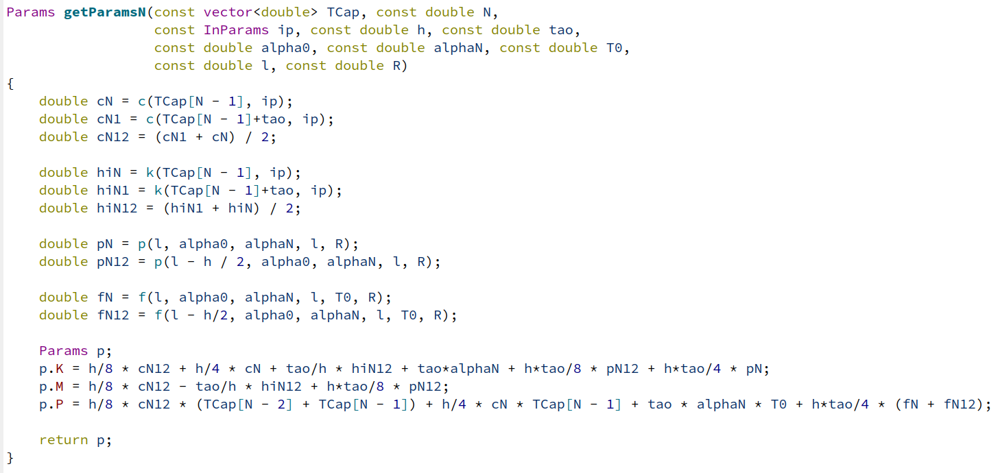 Params getParamsN(const vector<double> TCap, const double N,
                  const InParams ip, const double h, const double tao,
                  const double alpha0, const double alphaN, const double T0,
                  const double l, const double R)
{
    double cN = c(TCap[N - 1], ip);
    double cN1 = c(TCap[N - 1]+tao, ip);
    double cN12 = (cN1 + cN) / 2;

    double hiN = k(TCap[N - 1], ip);
    double hiN1 = k(TCap[N - 1]+tao, ip);
    double hiN12 = (hiN1 + hiN) / 2;

    double pN = p(l, alpha0, alphaN, l, R);
    double pN12 = p(l - h / 2, alpha0, alphaN, l, R);

    double fN = f(l, alpha0, alphaN, l, T0, R);
    double fN12 = f(l - h/2, alpha0, alphaN, l, T0, R);

    Params p;
    p.K = h/8 * cN12 + h/4 * cN + tao/h * hiN12 + tao*alphaN + h*tao/8 * pN12 + h*tao/4 * pN;
    p.M = h/8 * cN12 - tao/h * hiN12 + h*tao/8 * pN12;
    p.P = h/8 * cN12 * (TCap[N - 2] + TCap[N - 1]) + h/4 * cN * TCap[N - 1] + tao * alphaN * T0 + h*tao/4 * (fN + fN12);

    return p;
}